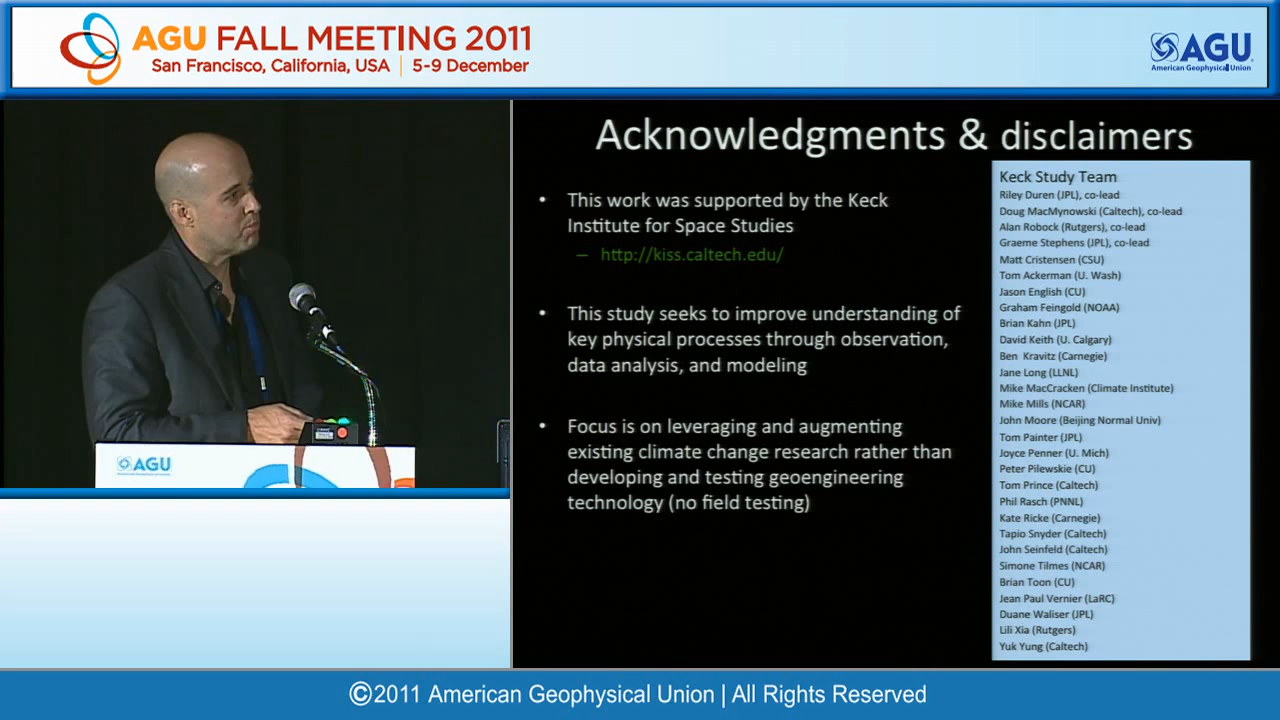 AGU FALL MEETING 2011
San Francisco, California, USA | 5-9 December
AGU
American Geophysical Union
AGU
Acknowledgments & disclaimers
• This work was supported by the Keck
Institute for Space Studies
– http://kiss.caltech.edu/
• This study seeks to improve understanding of
key physical processes through observation,
data analysis, and modeling
• Focus is on leveraging and augmenting
existing climate change research rather than
developing and testing geoengineering
technology (no field testing)
Keck Study Team
Riley Duren (JPL), co-lead
Doug MacMynowski (Caltech), co-lead
Alan Robock (Rutgers), co-lead
Graeme Stephens (JPL), co-lead
Matt Cristensen (CSU)
Tom Ackerman (U. Wash)
Jason English (CU)
Graham Feingold (NOAA)
Brian Kahn (JPL)
David Keith (U. Calgary)
Ben Kravitz (Carnegie)
Jane Long (LLNL)
Mike MacCracken (Climate Institute)
Mike Mills (NCAR)
John Moore (Beijing Normal Univ)
Tom Painter (JPL)
Joyce Penner (U. Mich)
Peter Pilewskie (CU)
Tom Prince (Caltech)
Phil Rasch (PNNL)
Kate Ricke (Carnegie)
Tapio Snyder (Caltech)
John Seinfeld (Caltech)
Simone Tilmes (NCAR)
Brian Toon (CU)
Jean Paul Vernier (LaRC)
Duane Waliser (JPL)
Lili Xia (Rutgers)
Yuk Yung (Caltech)
©2011 American Geophysical Union | All Rights Reserved